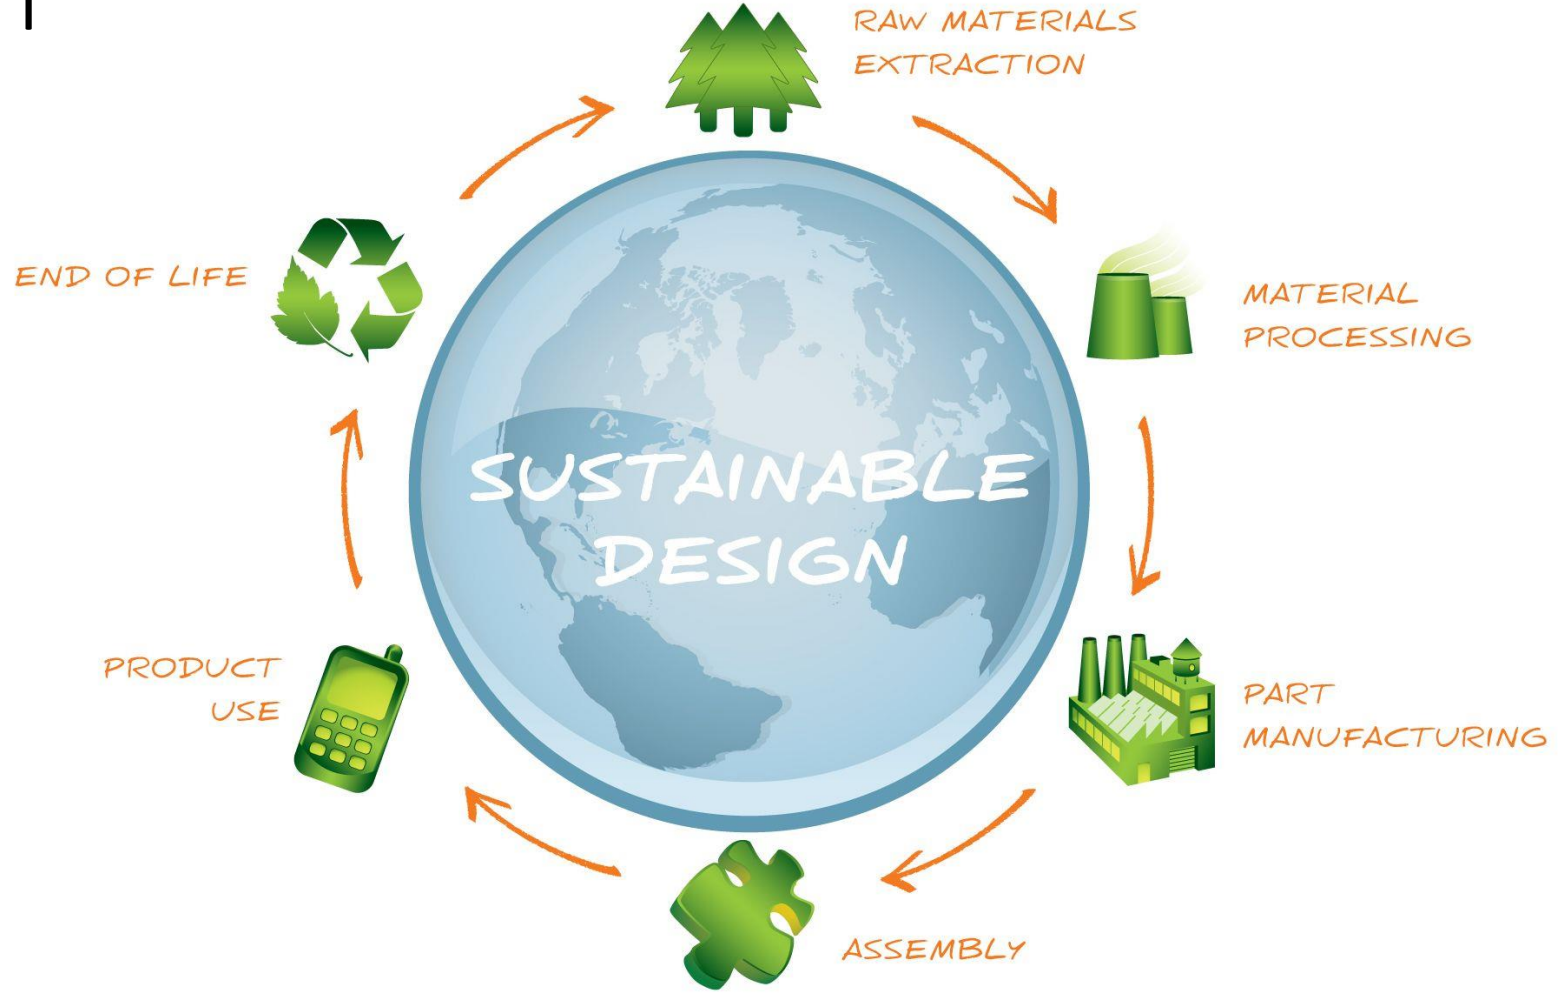 RAW MATERIALS
EXTRACTION
MATERIAL
PROCESSING
PART
MANUFACTURING
ASSEMBLY
PRODUCT
USE
END OF LIFE
SUSTAINABLE
DESIGN